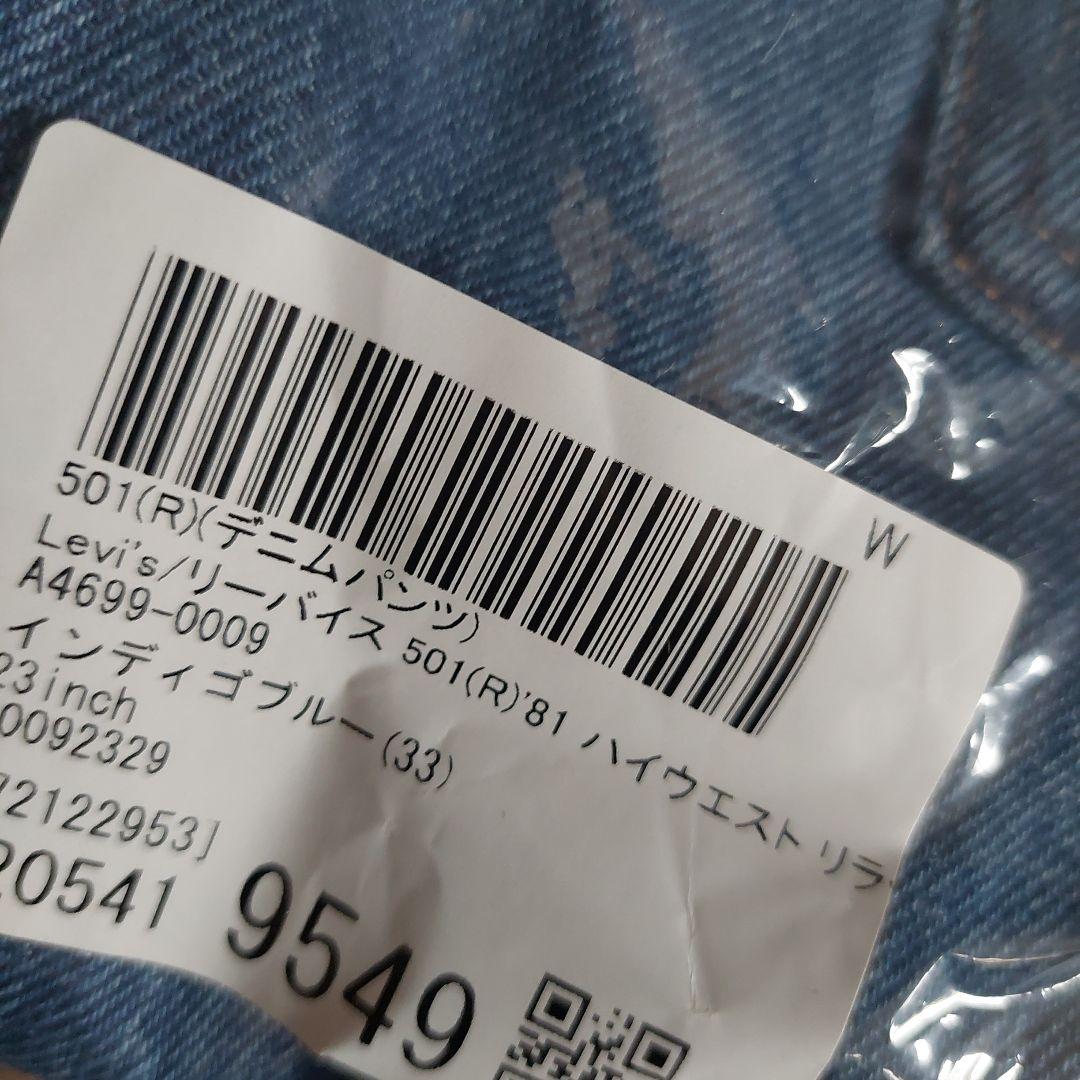 W
501(R)(デニムパンツ)
Levi's/リーバイス 501(R)'81 ハイウエスト リラ
A4699-0009
インディゴブルー(33)
23inch
0092329
2122953]
20541 9549